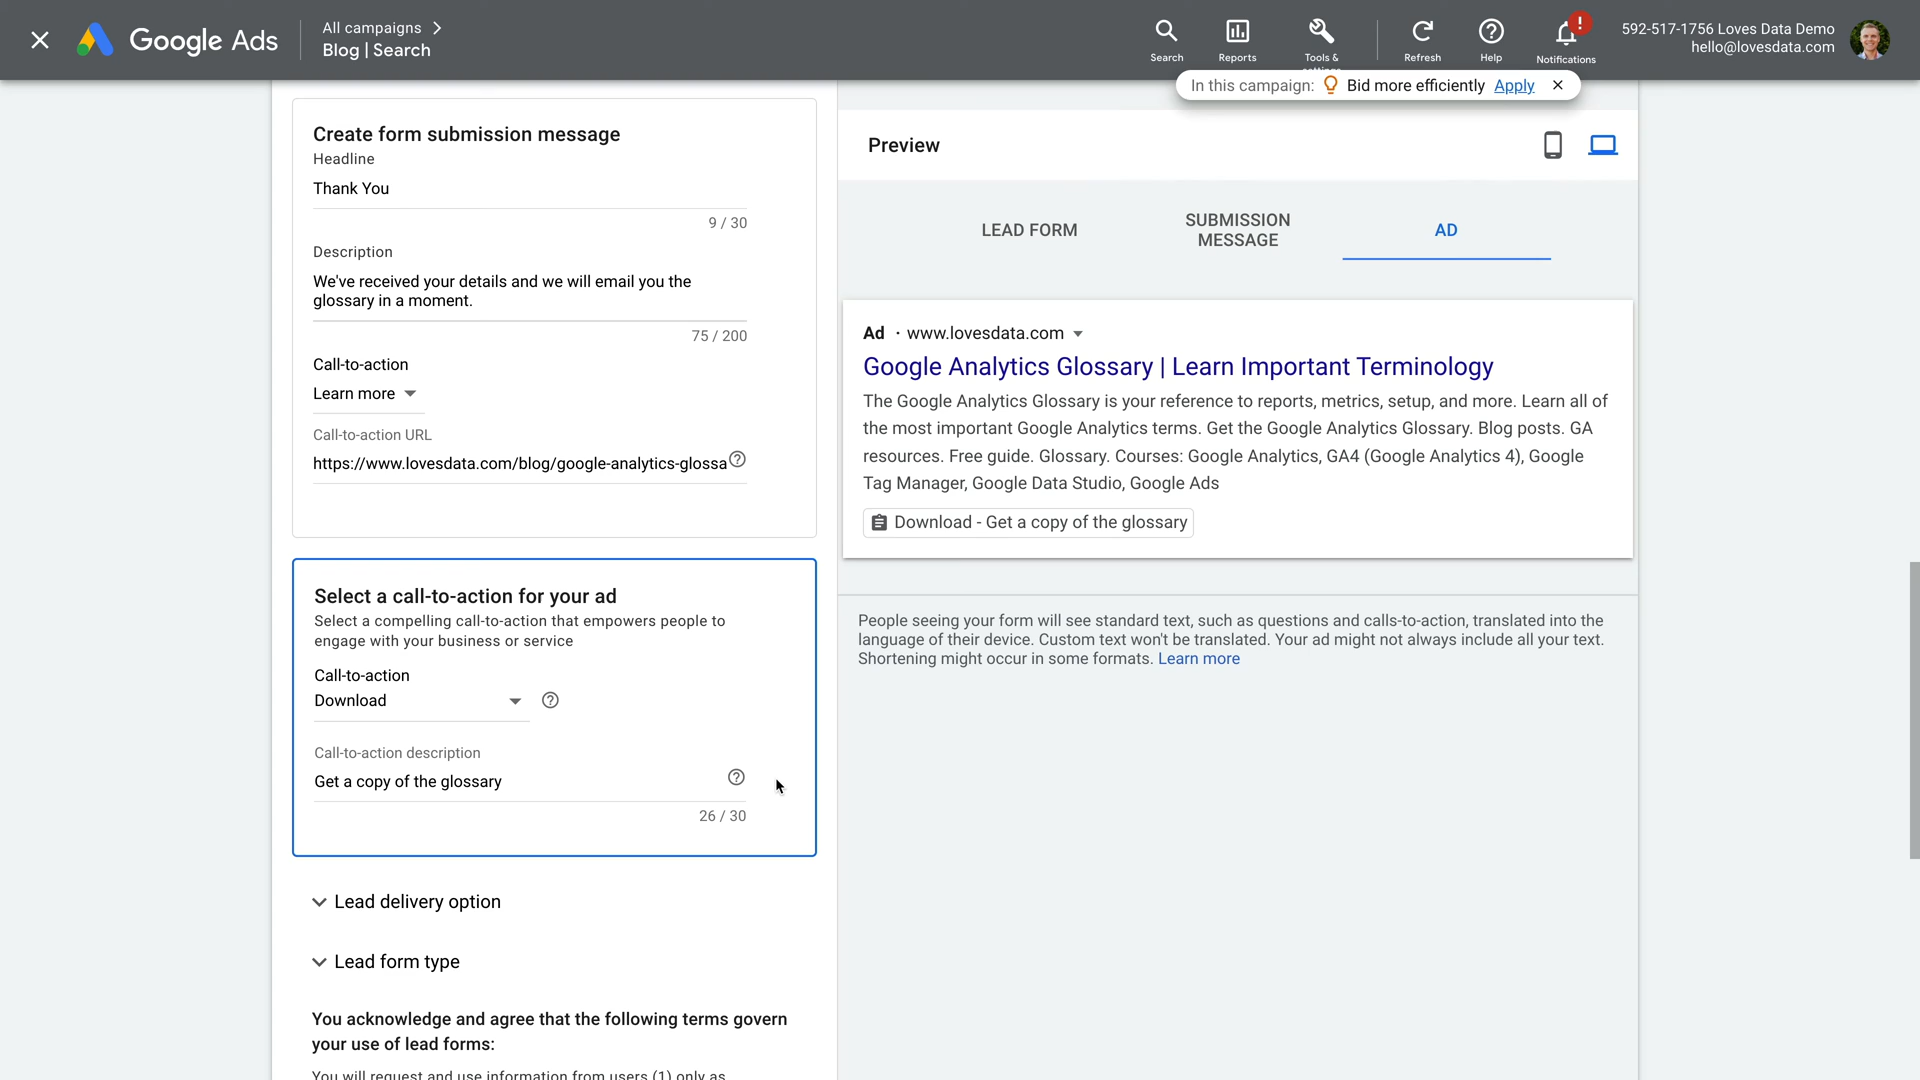 Google Ads
All campaigns
Blog | Search
Search
Reports
Tools &
Refresh
Help
!
Notifications
592-517-1756 Loves Data Demo
hello@lovesdata.com
In this campaign: Bid more efficiently Apply
Create form submission message
Headline
Thank You
9 / 30
Description
We've received your details and we will email you the
glossary in a moment.
75 / 200
Call-to-action
Learn more
Call-to-action URL
https://www.lovesdata.com/blog/google-analytics-glossa
Select a call-to-action for your ad
Select a compelling call-to-action that empowers people to
engage with your business or service
Call-to-action
Download
Call-to-action description
Get a copy of the glossary
26 / 30
Lead delivery option
Lead form type
You acknowledge and agree that the following terms govern
your use of lead forms:
You will request and use information from users (1) only as
Preview
LEAD FORM
SUBMISSION
MESSAGE
AD
Ad · www.lovesdata.com
Google Analytics Glossary | Learn Important Terminology
The Google Analytics Glossary is your reference to reports, metrics, setup, and more. Learn all of
the most important Google Analytics terms. Get the Google Analytics Glossary. Blog posts. GA
resources. Free guide. Glossary. Courses: Google Analytics, GA4 (Google Analytics 4), Google
Tag Manager, Google Data Studio, Google Ads
Download - Get a copy of the glossary
People seeing your form will see standard text, such as questions and calls-to-action, translated into the
language of their device. Custom text won't be translated. Your ad might not always include all your text.
Shortening might occur in some formats. Learn more